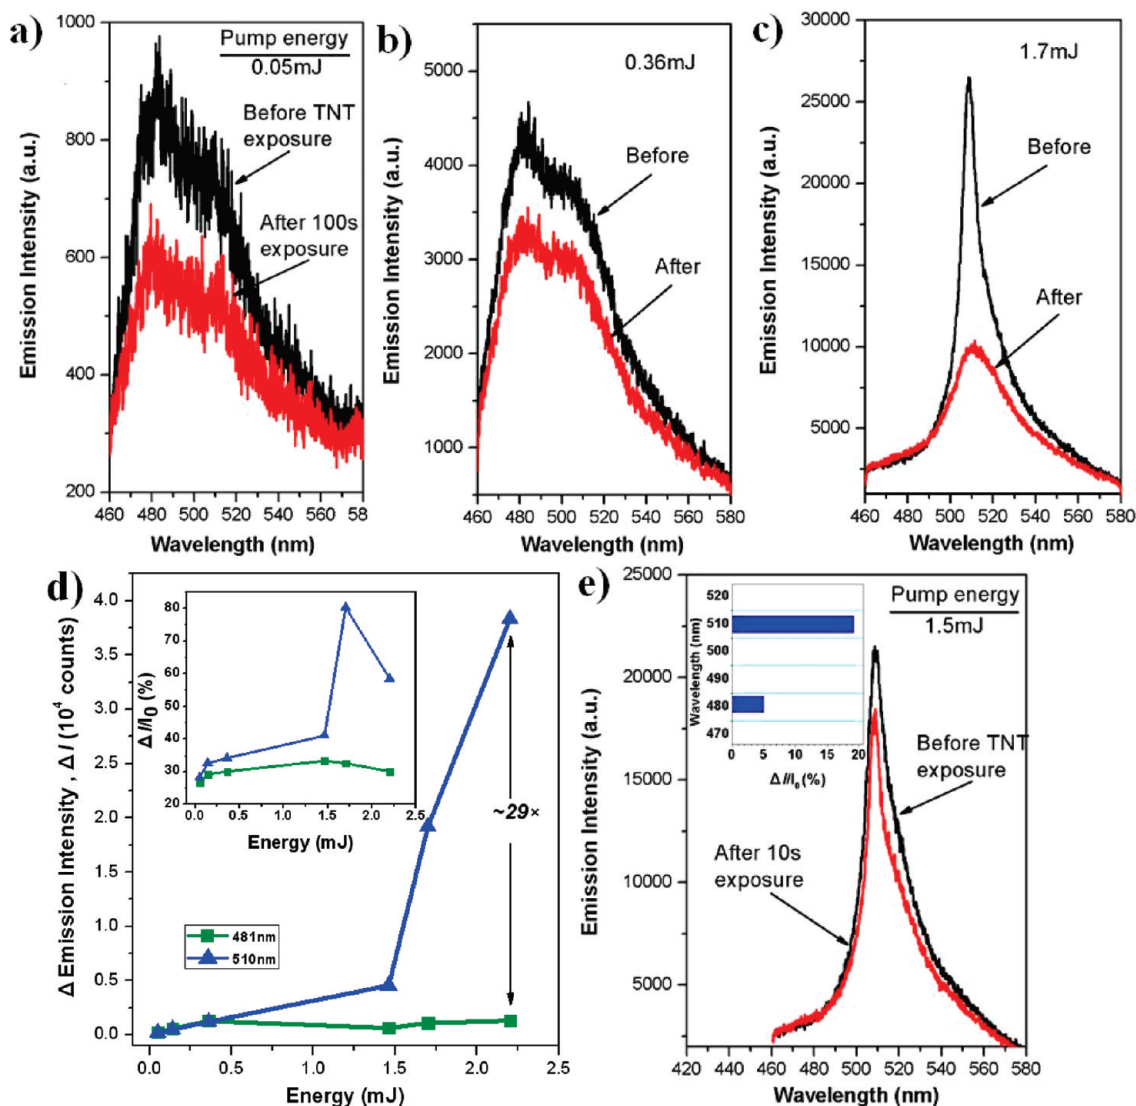 a)
Pump energy
0.05mJ
Before TNT
exposure
After 100s
exposure
1000
800
600
400
200
460 480 500 520 540 56 58
Emission Intensity (a.u.)
Wavelength (nm)
b)
0.36mJ
Before
After
5000
4000
3000
2000
1000
460 480 500 520 540 560 580
Emission Intensity (a.u.)
Wavelength (nm)
c)
1.7mJ
Before
After
30000
25000
20000
15000
10000
5000
460 480 500 520 540 560 580
Emission Intensity (a.u.)
Wavelength (nm)
d)
4.0
3.5
3.0
2.5
2.0
1.5
1.0
0.5
0.0
0.0 0.5 1.0 1.5 2.0 2.5
Δ Emission Intensity , Δ I (10⁴ counts)
Energy (mJ)
80
70
60
50
40
30
20
0.0 0.5 1.0 1.5 2.0 2.5
Δ I/I₀ (%)
Energy (mJ)
~29×
481nm
510nm
e)
Pump energy
1.5mJ
Before TNT
exposure
After 10s
exposure
25000
20000
15000
10000
5000
420 440 460 480 500 520 540 560 580
Emission Intensity (a.u.)
Wavelength (nm)
520
510
500
490
480
470
0 5 10 15 20
Wavelength (nm)
Δ I/I₀ (%)